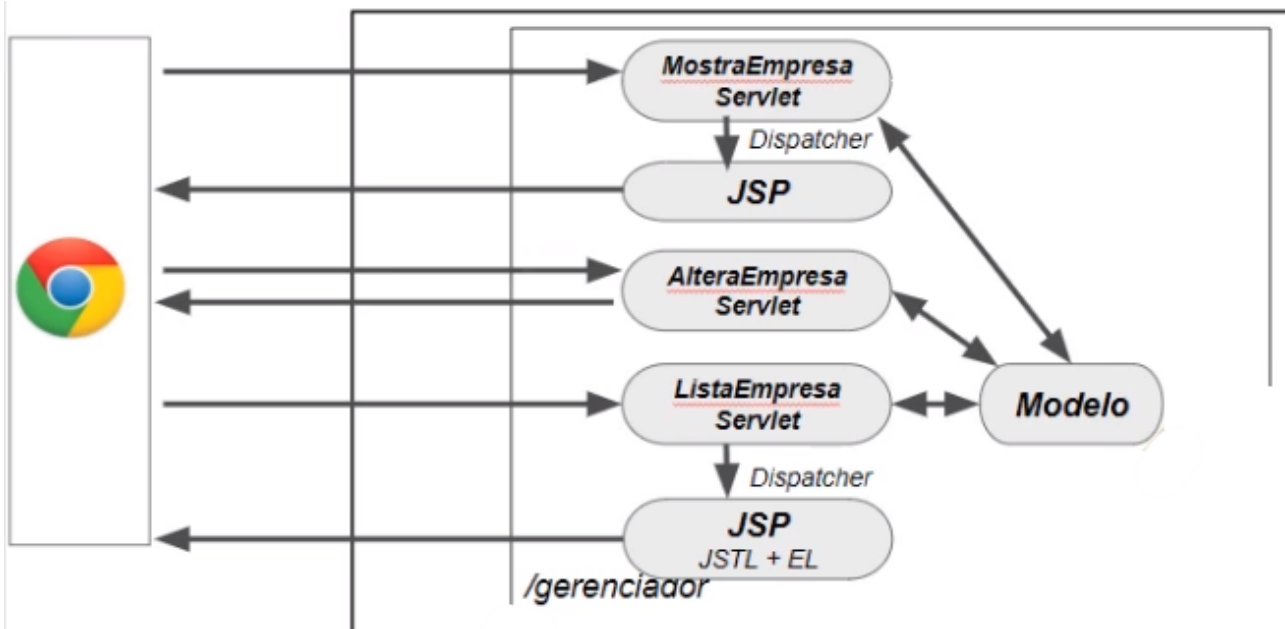 MostraEmpresa
Servlet
Dispatcher
JSP
AlteraEmpresa
Servlet
ListaEmpresa
Servlet
Modelo
Dispatcher
JSP
JSTL + EL
/gerenciador